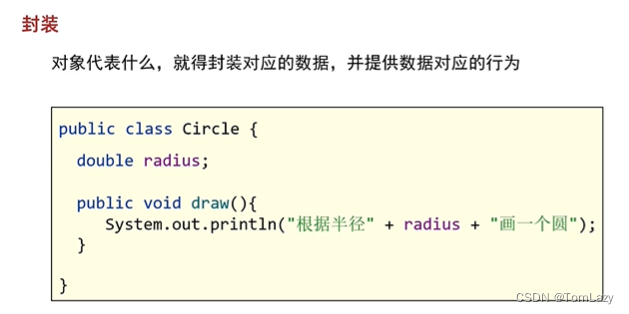 封装
对象代表什么，就得封装对应的数据，并提供数据对应的行为
public class Circle {
double radius;
public void draw(){
System.out.println("根据半径" + radius + "画一个圆");
}
}
CSDN @TomLazy